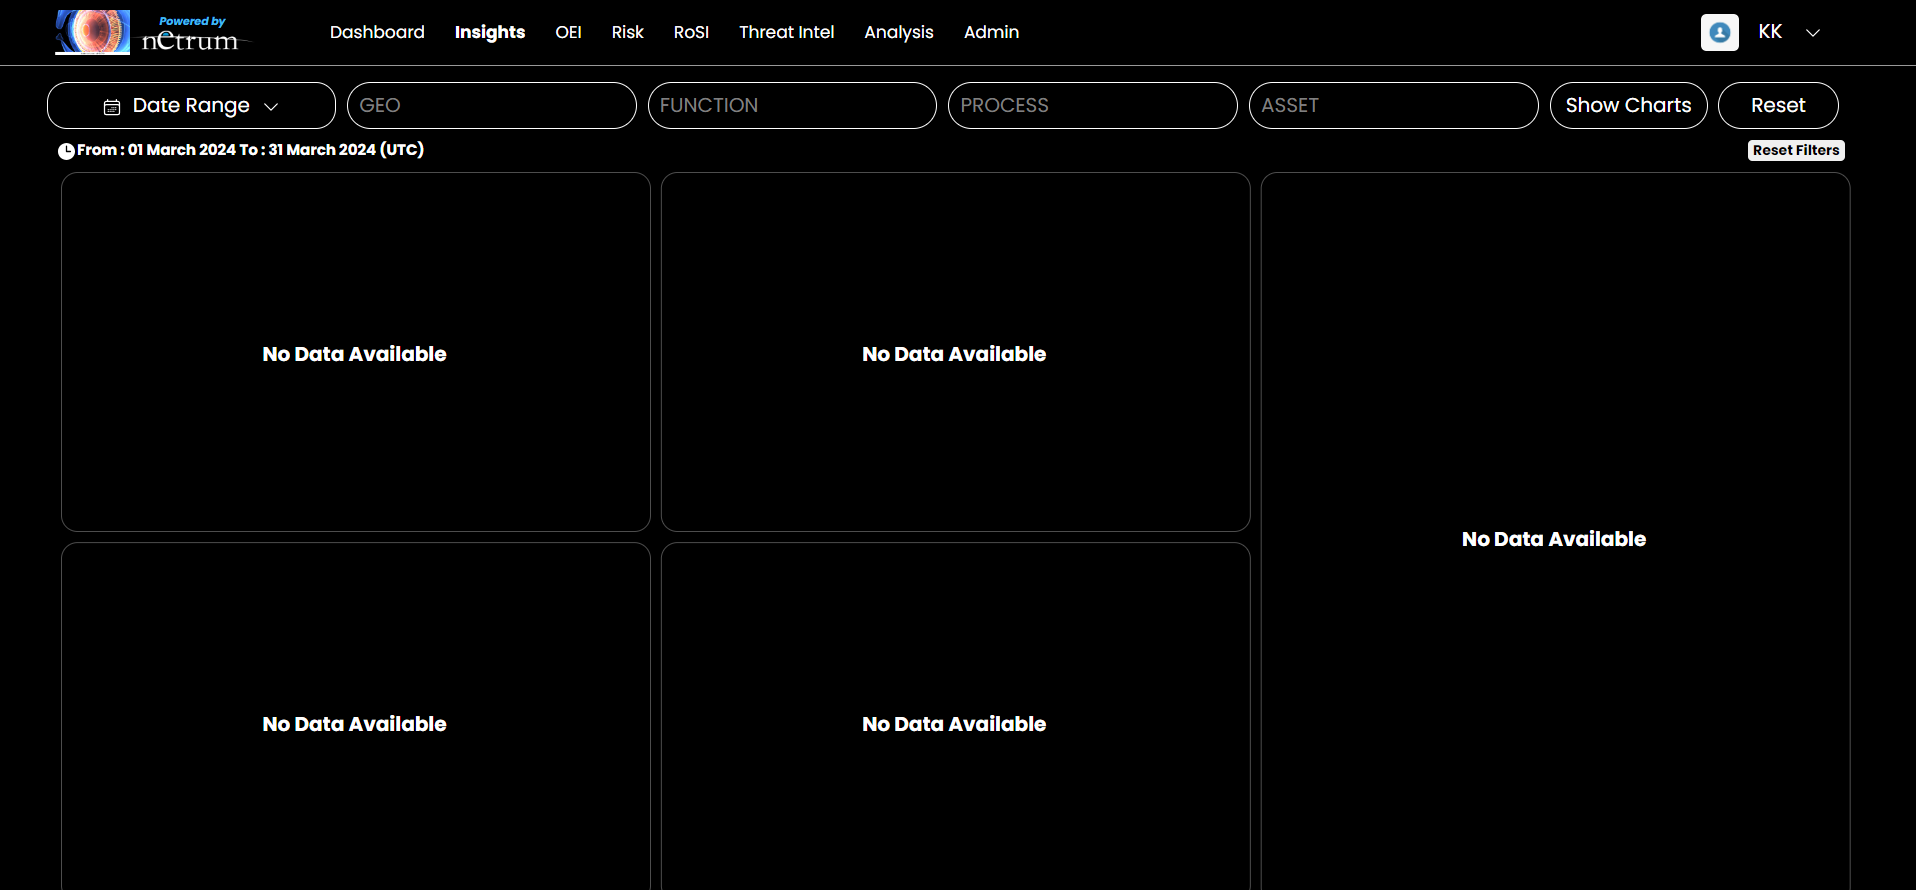 Powered by
netrum
Dashboard Insights OEI Risk RoSI Threat Intel Analysis Admin KK
Date Range GEO FUNCTION PROCESS ASSET Show Charts Reset
From : 01 March 2024 To : 31 March 2024 (UTC) Reset Filters
No Data Available No Data Available
No Data Available
No Data Available No Data Available